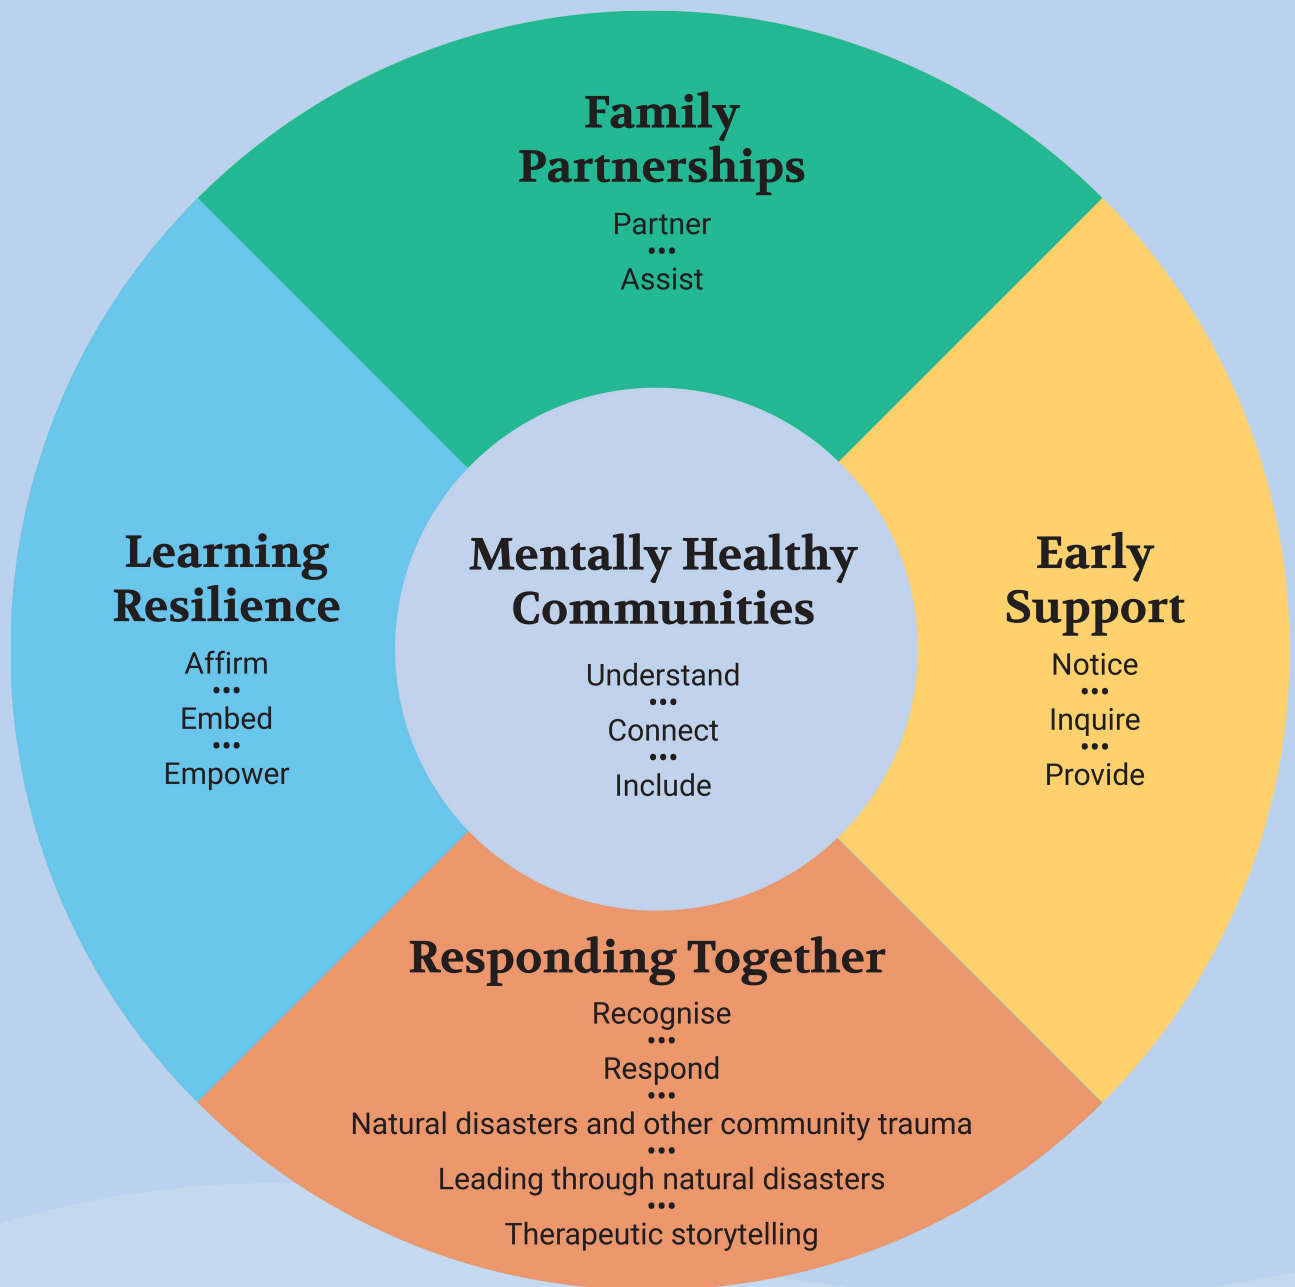 Family
Partnerships
Partner
•••
Assist
Learning
Resilience
Affirm
•••
Embed
•••
Empower
Mentally Healthy
Communities
Understand
•••
Connect
•••
Include
Early
Support
Notice
•••
Inquire
•••
Provide
Responding Together
Recognise
•••
Respond
•••
Natural disasters and other community trauma
•••
Leading through natural disasters
•••
Therapeutic storytelling